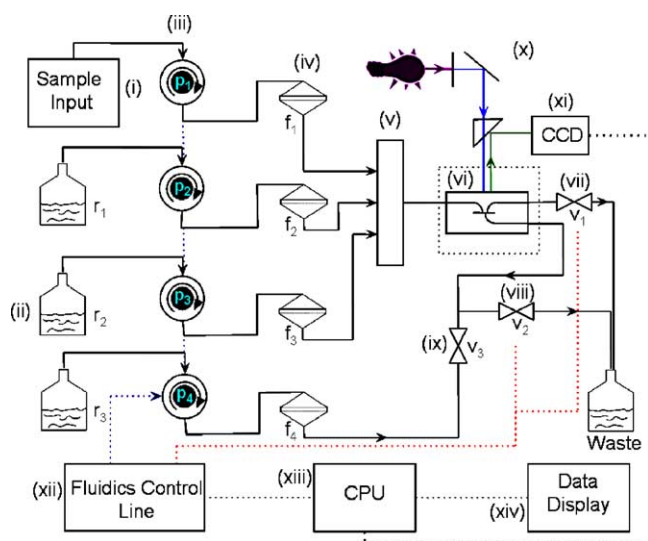 (iii)
Sample
Input
(i)
p1
(iv)
f1
(x)
(xi)
CCD
(v)
(vi)
(vii)
v1
p2
r1
f2
(ii)
p3
r2
f3
(viii)
v2
(ix)
v3
p4
r3
f4
Waste
(xii)
Fluidics Control
Line
(xiii)
CPU
(xiv)
Data
Display